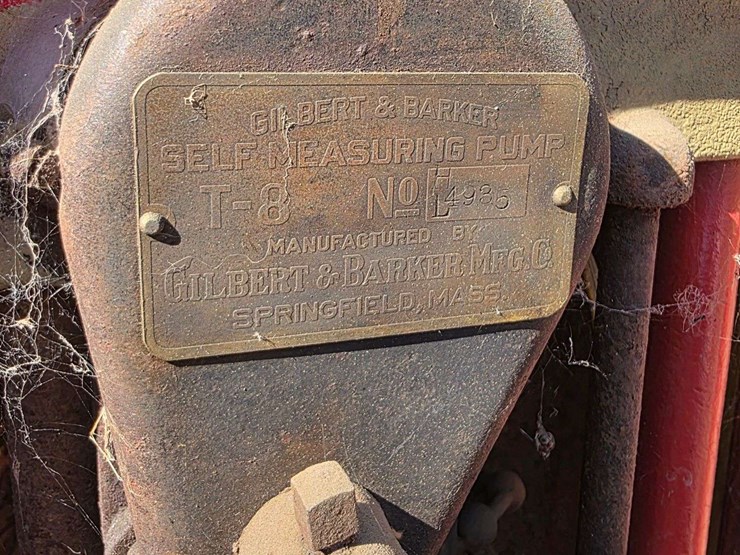 GILBERT & BARKER
SELF MEASURING PUMP
T-8 No L4985
MANUFACTURED BY
GILBERT & BARKER MFG. CO.
SPRINGFIELD, MASS.